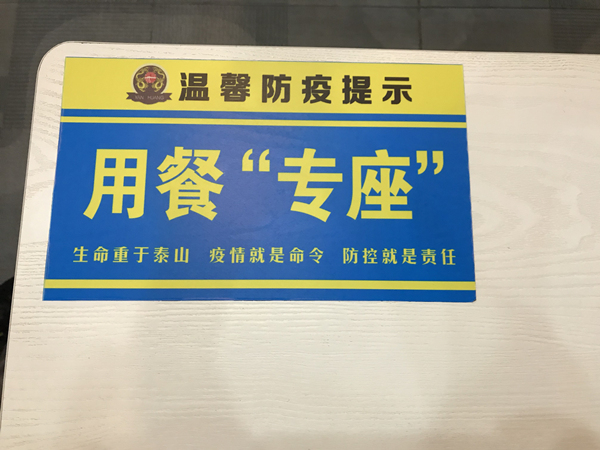 温馨防疫提示
用餐“专座”
生命重于泰山 疫情就是命令 防控就是责任